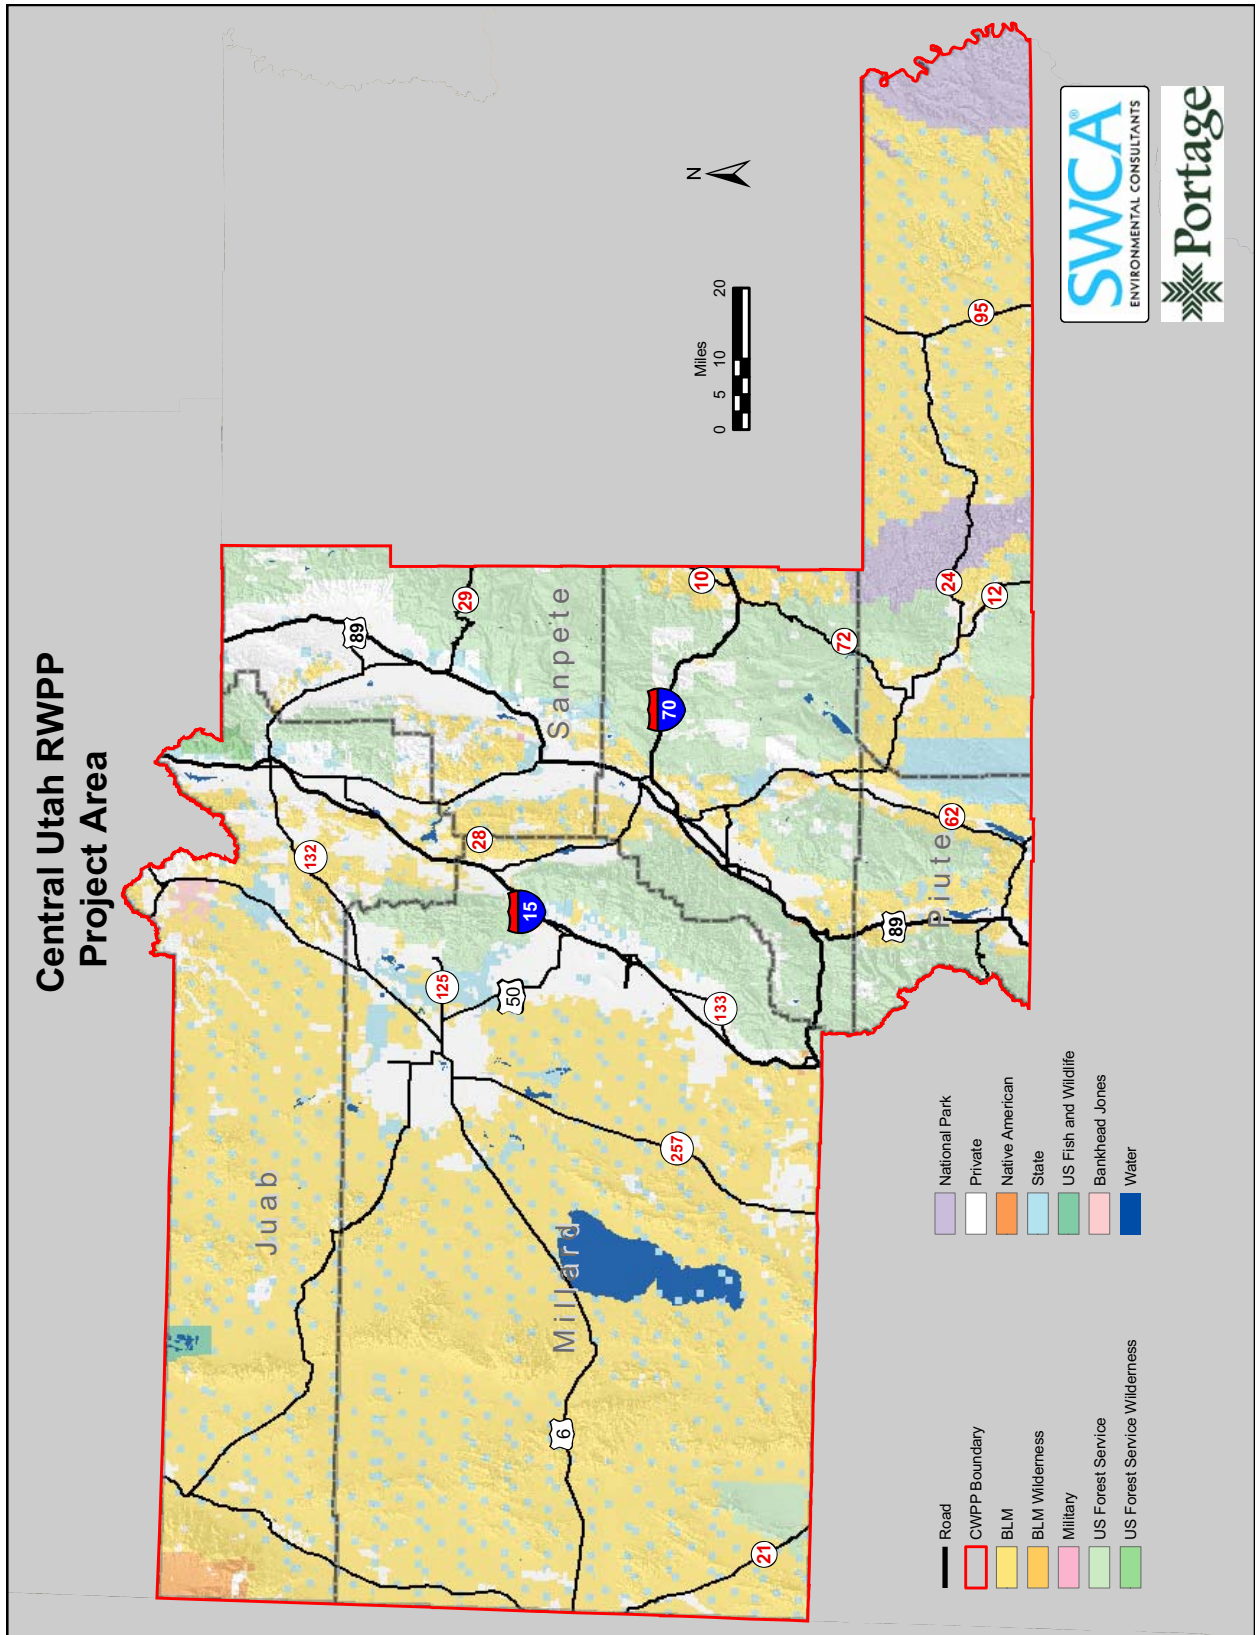 Central Utah RWPP
Project Area
N
Miles
0 5 10 20
Juab
Millard
Sanpete
Piute
132
28
125
50
15
133
257
6
21
89
29
10
70
72
24
12
62
89
95
Road
CWPP Boundary
BLM
BLM Wilderness
Military
US Forest Service
US Forest Service Wilderness
National Park
Private
Native American
State
US Fish and Wildlife
Bankhead Jones
Water
SWCA®
ENVIRONMENTAL CONSULTANTS
Portage